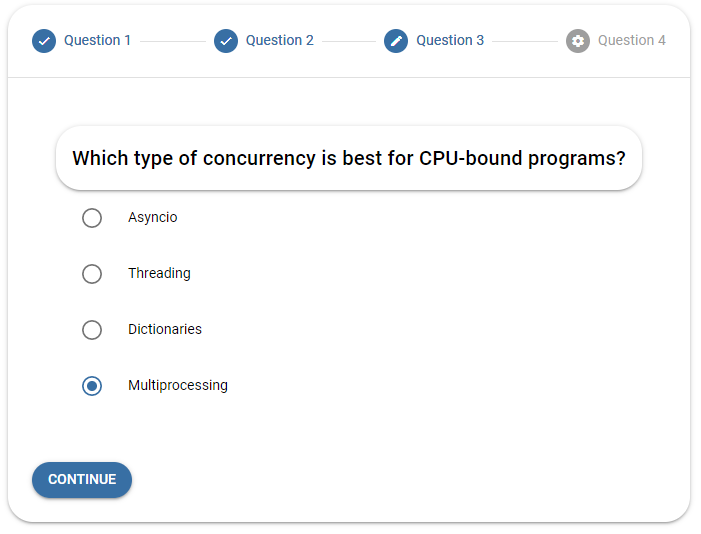 Question 1
Question 2
Question 3
Question 4
Which type of concurrency is best for CPU-bound programs?
Asyncio
Threading
Dictionaries
Multiprocessing
CONTINUE